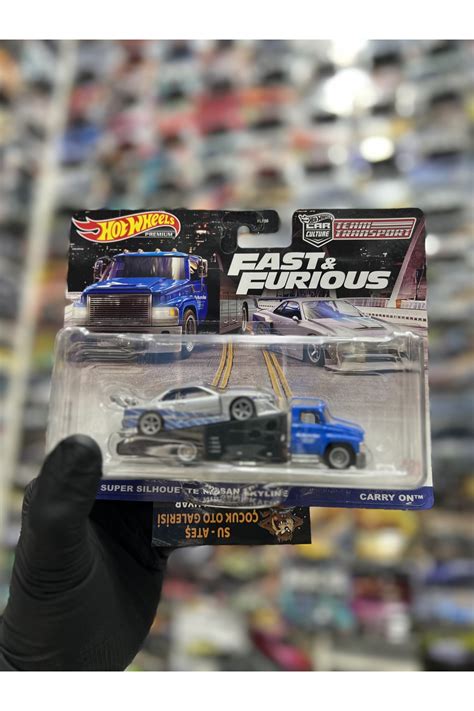 HOT WHEELS
PREMIUM
CAR
CULTURE
TEAM
TRANSPORT
FAST &
FURIOUS
SUPER SILHOUETTE NISSAN SKYLINE
CARRY ON™
SU - ATEŞ
ÇOCUK OTO GALERİSİ